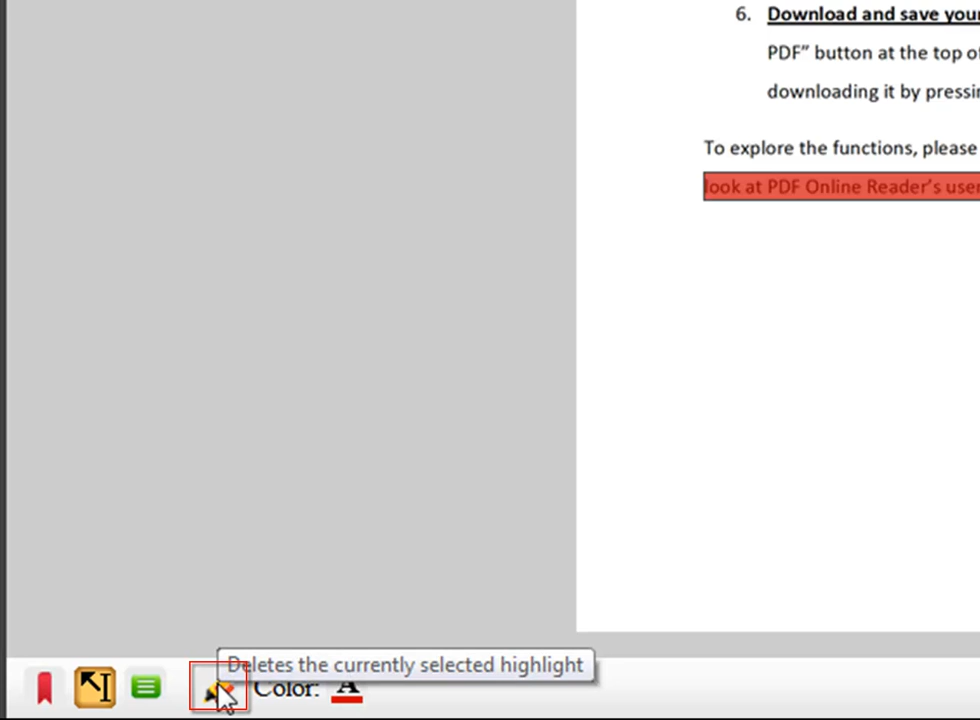 6. Download and save your
PDF” button at the top of
downloading it by pressin
To explore the functions, please
look at PDF Online Reader’s user
Deletes the currently selected highlight
Color: A